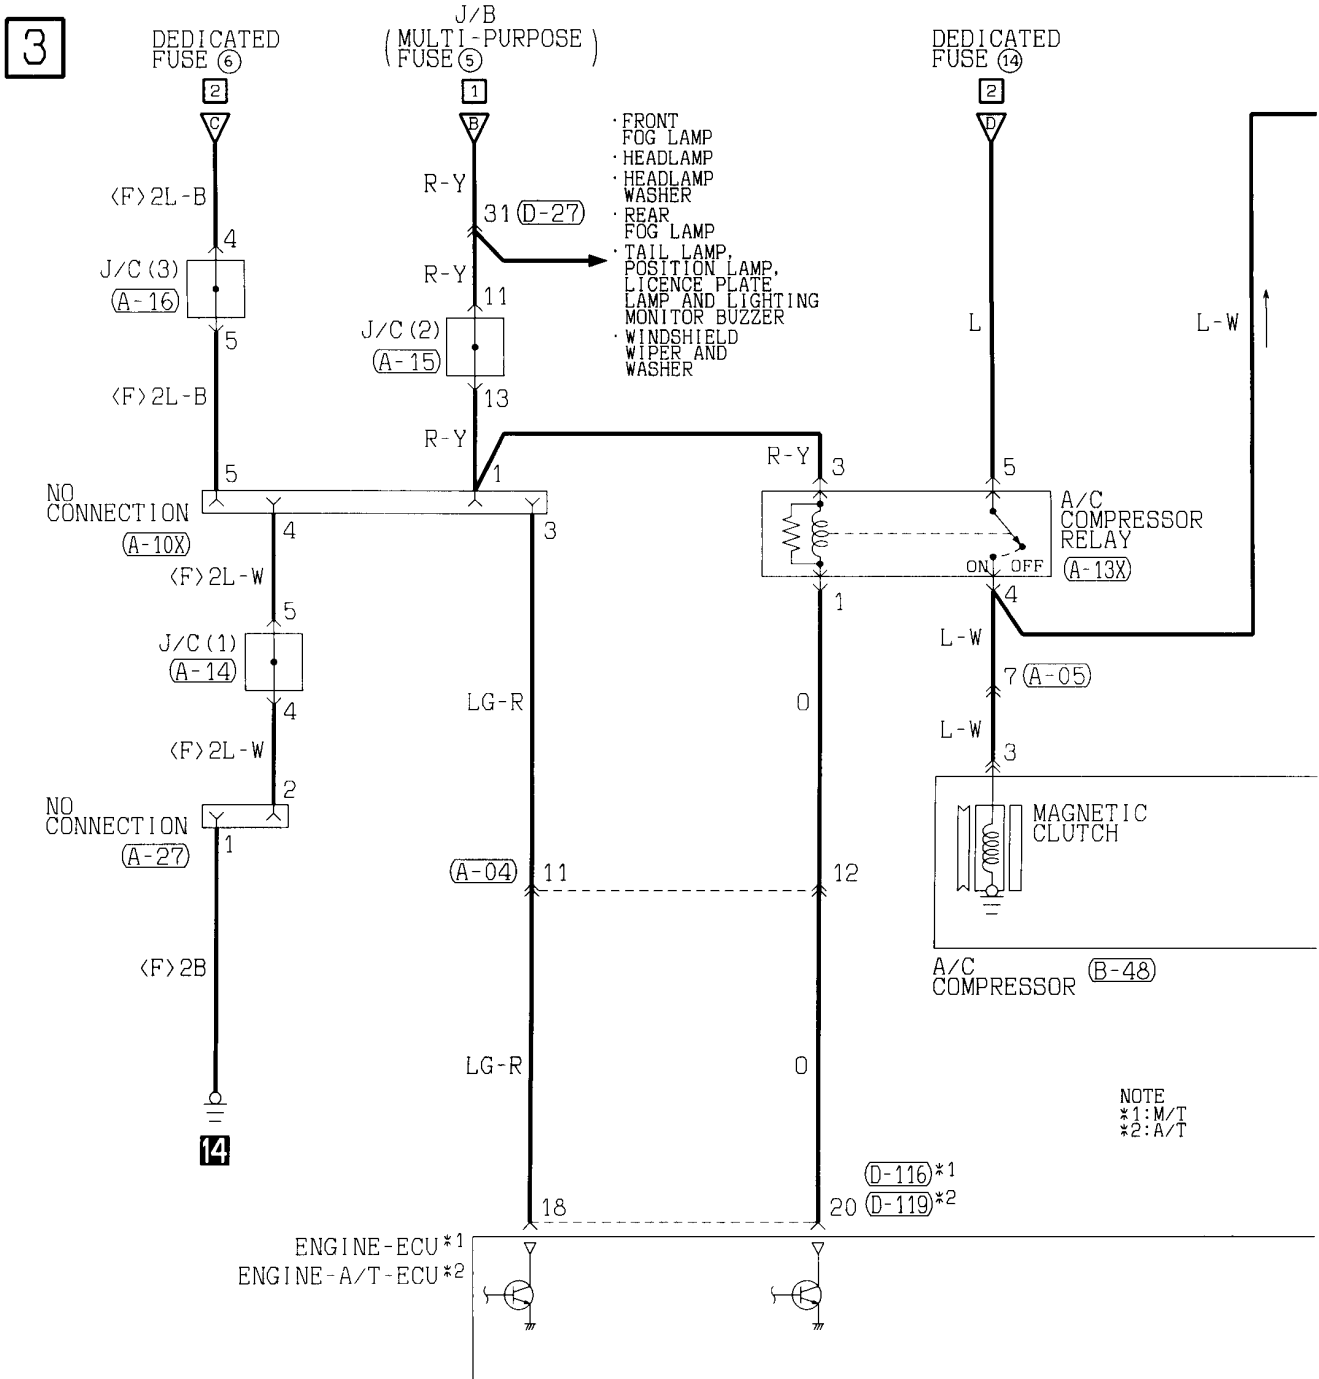 3
DEDICATED
FUSE ⑥
2
C
J/B
(MULTI-PURPOSE)
FUSE ⑤
1
B
DEDICATED
FUSE ⑭
2
D
· FRONT
FOG LAMP
· HEADLAMP
· HEADLAMP
WASHER
· REAR
FOG LAMP
· TAIL LAMP,
POSITION LAMP,
LICENCE PLATE
LAMP AND LIGHTING
MONITOR BUZZER
· WINDSHIELD
WIPER AND
WASHER
<F>2L-B
R-Y
31 D-27
4
J/C(3)
A-16
5
R-Y
11
J/C(2)
A-15
13
L
L-W
<F>2L-B
R-Y
R-Y
3
5
5
1
NO
CONNECTION
A-10X
4
3
A/C
COMPRESSOR
RELAY
A-13X
ON OFF
<F>2L-W
1
4
5
J/C(1)
A-14
4
L-W
7 A-05
LG-R
O
L-W
<F>2L-W
3
2
NO
CONNECTION
A-27
1
MAGNETIC
CLUTCH
A-04
11
12
<F>2B
A/C
COMPRESSOR
B-48
LG-R
O
NOTE
*1:M/T
*2:A/T
14
18
20
D-116 *1
D-119 *2
ENGINE-ECU*1
ENGINE-A/T-ECU*2